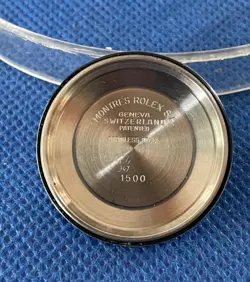 MONTRES ROLEX S.A
GENEVA
SWITZERLAND
PATENTED
STAINLESS STEEL
1500